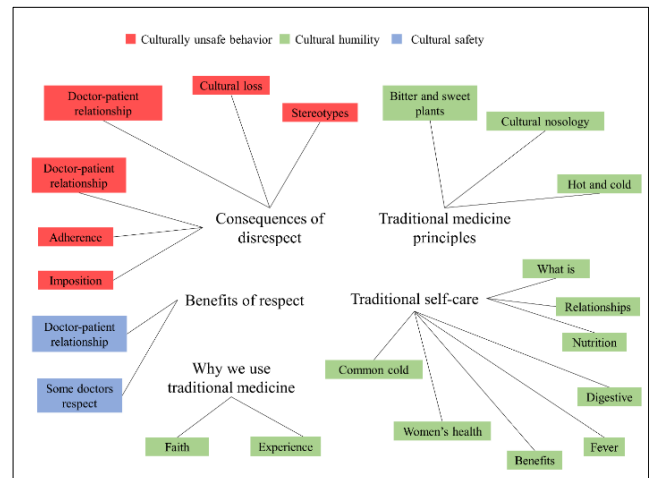 Culturally unsafe behavior Cultural humility Cultural safety
Doctor-patient
relationship
Cultural loss
Stereotypes
Bitter and sweet
plants
Cultural nosology
Hot and cold
Doctor-patient
relationship
Adherence
Imposition
Consequences of
disrespect
Traditional medicine
principles
Benefits of respect
Doctor-patient
relationship
Some doctors
respect
Why we use
traditional medicine
Faith
Experience
Traditional self-care
What is
Relationships
Nutrition
Common cold
Women's health
Benefits
Fever
Digestive